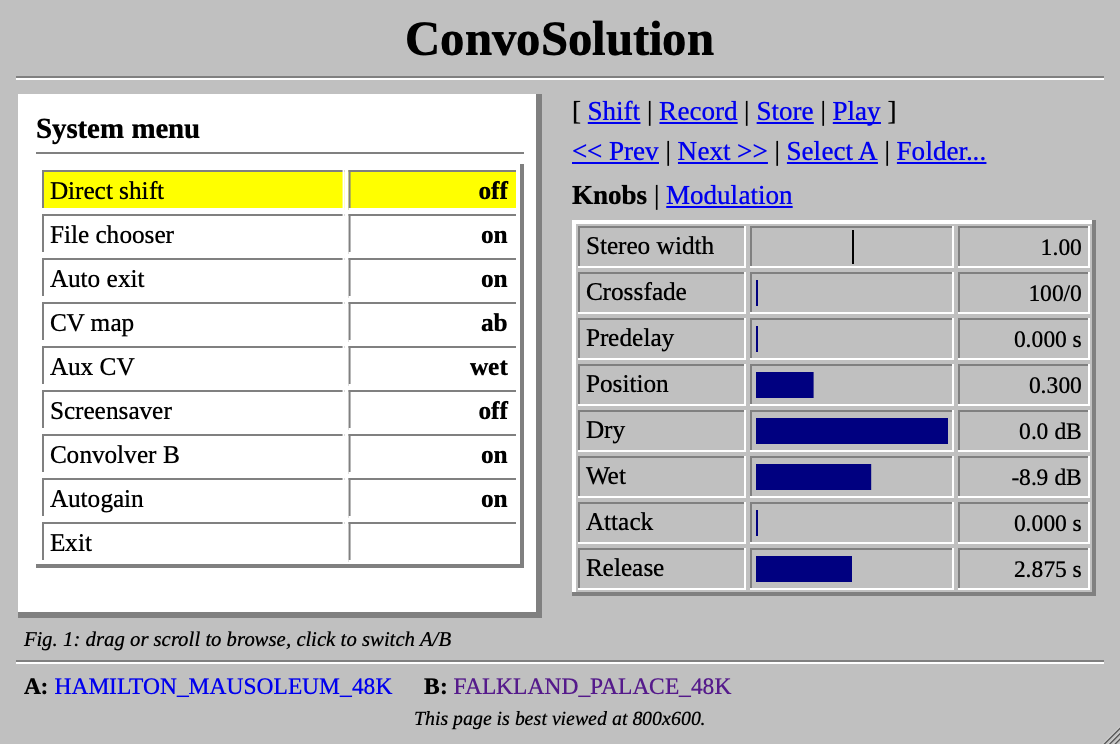 ConvoSolution
System menu
Direct shift off
File chooser on
Auto exit on
CV map ab
Aux CV wet
Screensaver off
Convolver B on
Autogain on
Exit
Fig. 1: drag or scroll to browse, click to switch A/B
[ Shift | Record | Store | Play ]
<< Prev | Next >> | Select A | Folder...
Knobs | Modulation
Stereo width 1.00
Crossfade 100/0
Predelay 0.000 s
Position 0.300
Dry 0.0 dB
Wet -8.9 dB
Attack 0.000 s
Release 2.875 s
A: HAMILTON_MAUSOLEUM_48K B: FALKLAND_PALACE_48K
This page is best viewed at 800x600.